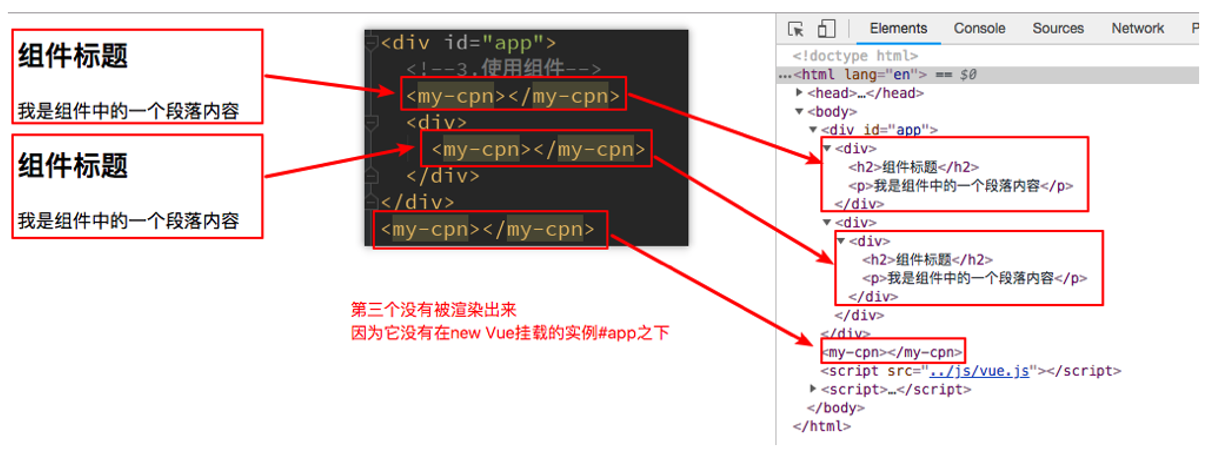 组件标题
我是组件中的一个段落内容
组件标题
我是组件中的一个段落内容
<div id="app">
<!--3.使用组件-->
<my-cpn></my-cpn>
<div>
<my-cpn></my-cpn>
</div>
</div>
<my-cpn></my-cpn>
第三个没有被渲染出来
因为它没有在new Vue挂载的实例#app之下
Elements Console Sources Network P
<!doctype html>
...<html lang="en"> == $0
<head>…</head>
<body>
<div id="app">
<div>
<h2>组件标题</h2>
<p>我是组件中的一个段落内容</p>
</div>
<div>
<div>
<h2>组件标题</h2>
<p>我是组件中的一个段落内容</p>
</div>
</div>
</div>
<my-cpn></my-cpn>
<script src="../js/vue.js"></script>
<script>…</script>
</body>
</html>